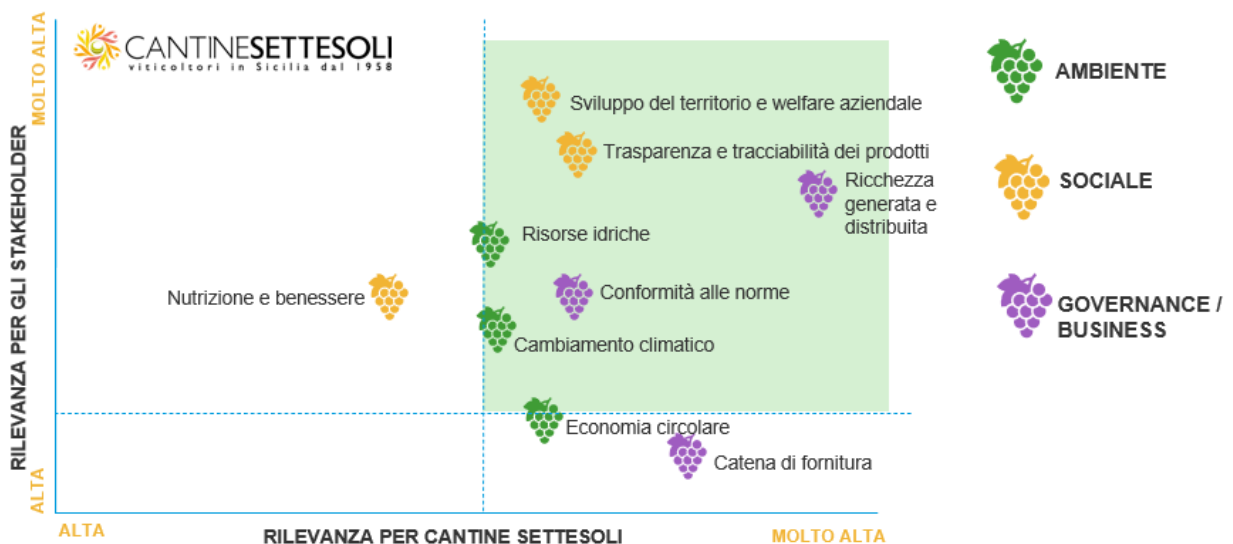 MOLTO ALTA
RILEVANZA PER GLI STAKEHOLDER
ALTA
CANTINESETTESOLI
viticoltori in Sicilia dal 1958
Sviluppo del territorio e welfare aziendale
Trasparenza e tracciabilità dei prodotti
Ricchezza
generata e
distribuita
Risorse idriche
Nutrizione e benessere
Conformità alle norme
Cambiamento climatico
Economia circolare
Catena di fornitura
ALTA
RILEVANZA PER CANTINE SETTESOLI
MOLTO ALTA
AMBIENTE
SOCIALE
GOVERNANCE /
BUSINESS